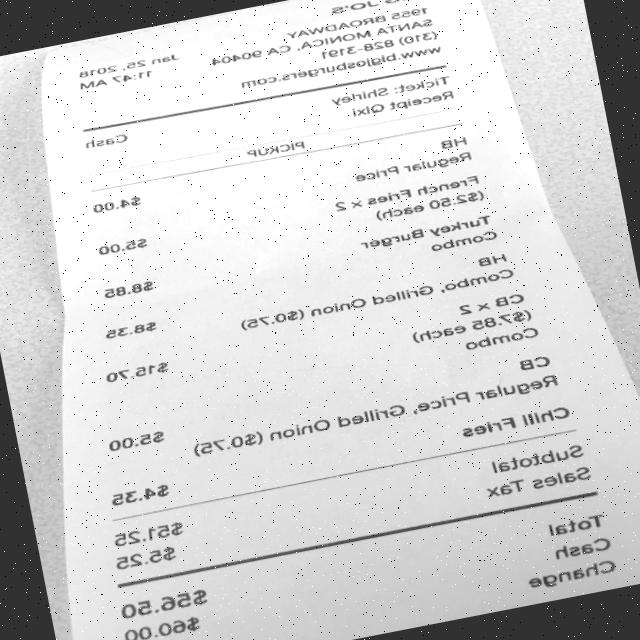 JO'S
1955 BROADWAY
SANTA MONICA, CA, 90404
(310) 828-3191
www.bigjosburgers.com
Jan 25, 2018
11:47 AM
Ticket: Shirley
Receipt QIxi
Cash
PICKUP
HB $4.00
Regular Price
French Fries × 2 $5.00
($2.50 each)
Turkey Burger $8.85
Combo
HB $8.35
Combo, Grilled Onion ($0.75)
CB × 2 $15.70
($7.85 each)
Combo
CB $5.00
Regular Price, Grilled Onion ($0.75)
Chili Fries $4.35
Subtotal $51.25
Sales Tax $5.25
Total $56.50
Cash $60.00
Change